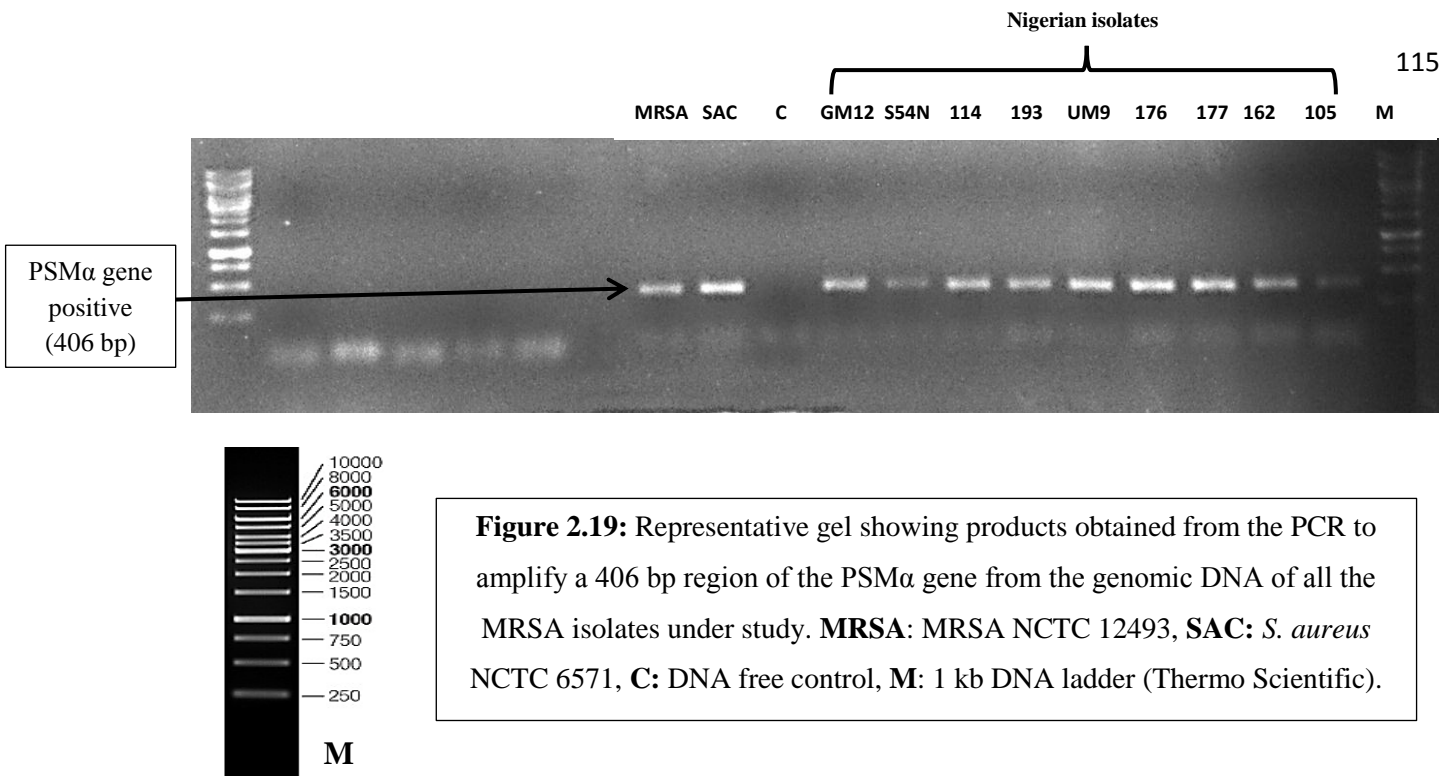 Nigerian isolates
115
MRSA SAC C GM12 S54N 114 193 UM9 176 177 162 105 M
PSMα gene
positive
(406 bp)
10000
8000
6000
5000
4000
3500
3000
2500
2000
1500
1000
750
500
250
M
Figure 2.19: Representative gel showing products obtained from the PCR to
amplify a 406 bp region of the PSMα gene from the genomic DNA of all the
MRSA isolates under study. MRSA: MRSA NCTC 12493, SAC: S. aureus
NCTC 6571, C: DNA free control, M: 1 kb DNA ladder (Thermo Scientific).